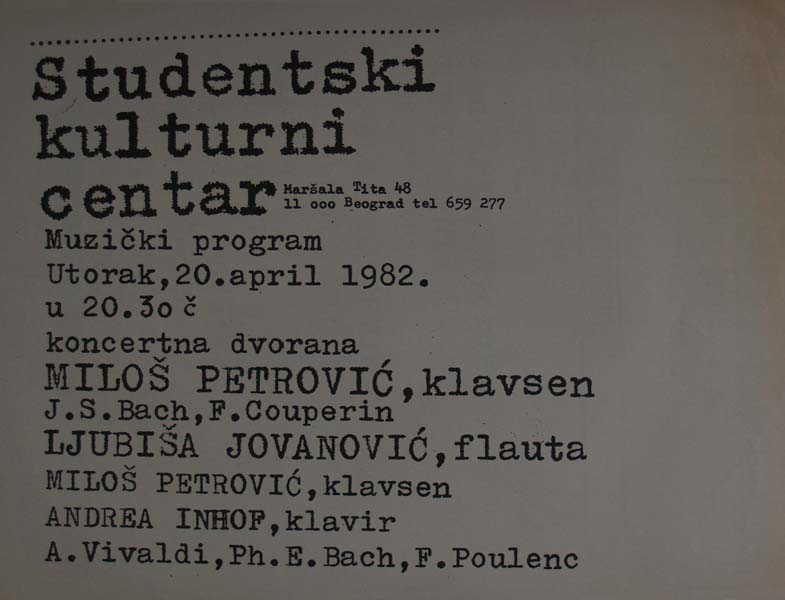 Studentski
kulturni
centar
Maršala Tita 48
11 ooo Beograd tel 659 277
Muzički program
Utorak,20.april 1982.
u 20.3o č
koncertna dvorana
MILOŠ PETROVIĆ,klavsen
J.S.Bach,F.Couperin
LJUBIŠA JOVANOVIĆ,flauta
MILOŠ PETROVIĆ,klavsen
ANDREA INHOF,klavir
A.Vivaldi,Ph.E.Bach,F.Poulenc